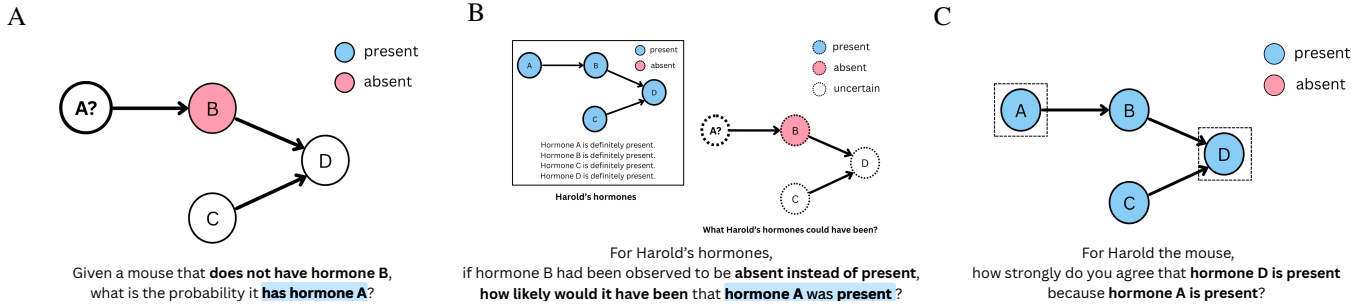 A
present
absent
A?
B
D
C
Given a mouse that does not have hormone B,
what is the probability it has hormone A?
B
present
absent
A
B
D
C
Hormone A is definitely present.
Hormone B is definitely present.
Hormone C is definitely present.
Hormone D is definitely present.
Harold's hormones
present
absent
uncertain
A?
B
D
C
What Harold's hormones could have been?
For Harold's hormones,
if hormone B had been observed to be absent instead of present,
how likely would it have been that hormone A was present?
C
present
absent
A
B
D
C
For Harold the mouse,
how strongly do you agree that hormone D is present
because hormone A is present?